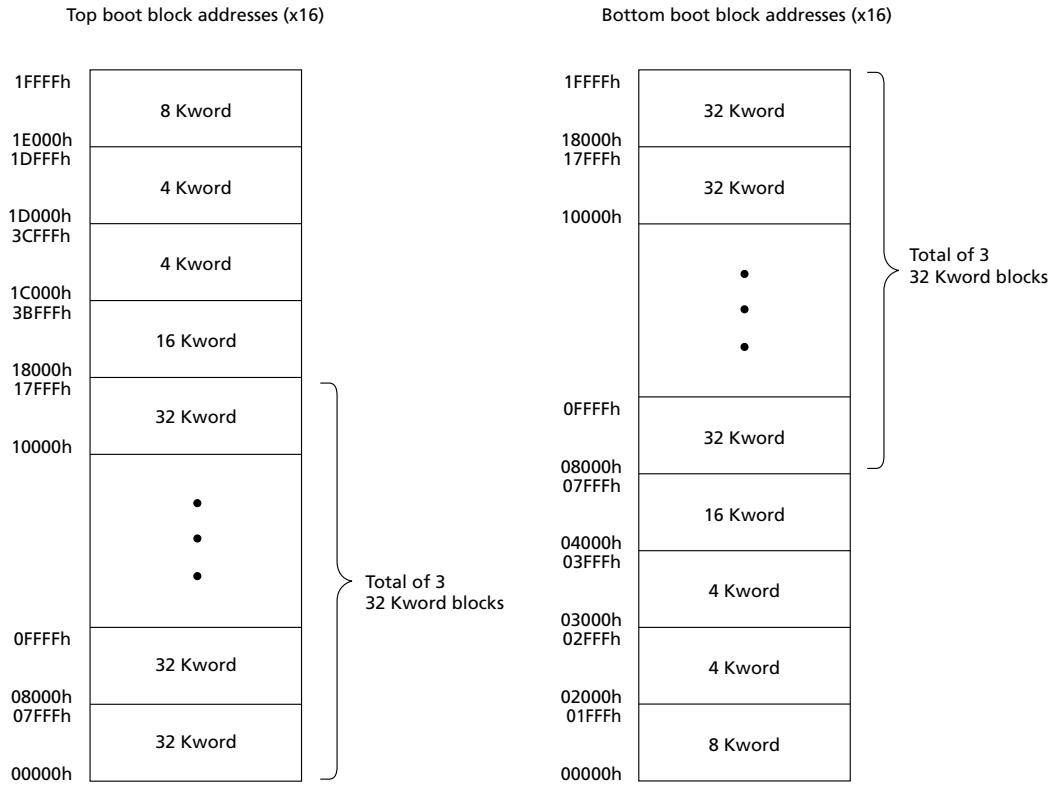 Top boot block addresses (x16)
1FFFFh
8 Kword
1E000h
1DFFFh
4 Kword
1D000h
3CFFFh
4 Kword
1C000h
3BFFFh
16 Kword
18000h
17FFFh
32 Kword
10000h
Total of 3
32 Kword blocks
0FFFFh
32 Kword
08000h
07FFFh
32 Kword
00000h
Bottom boot block addresses (x16)
1FFFFh
32 Kword
18000h
17FFFh
32 Kword
10000h
Total of 3
32 Kword blocks
0FFFFh
32 Kword
08000h
07FFFh
16 Kword
04000h
03FFFh
4 Kword
03000h
02FFFh
4 Kword
02000h
01FFFh
8 Kword
00000h